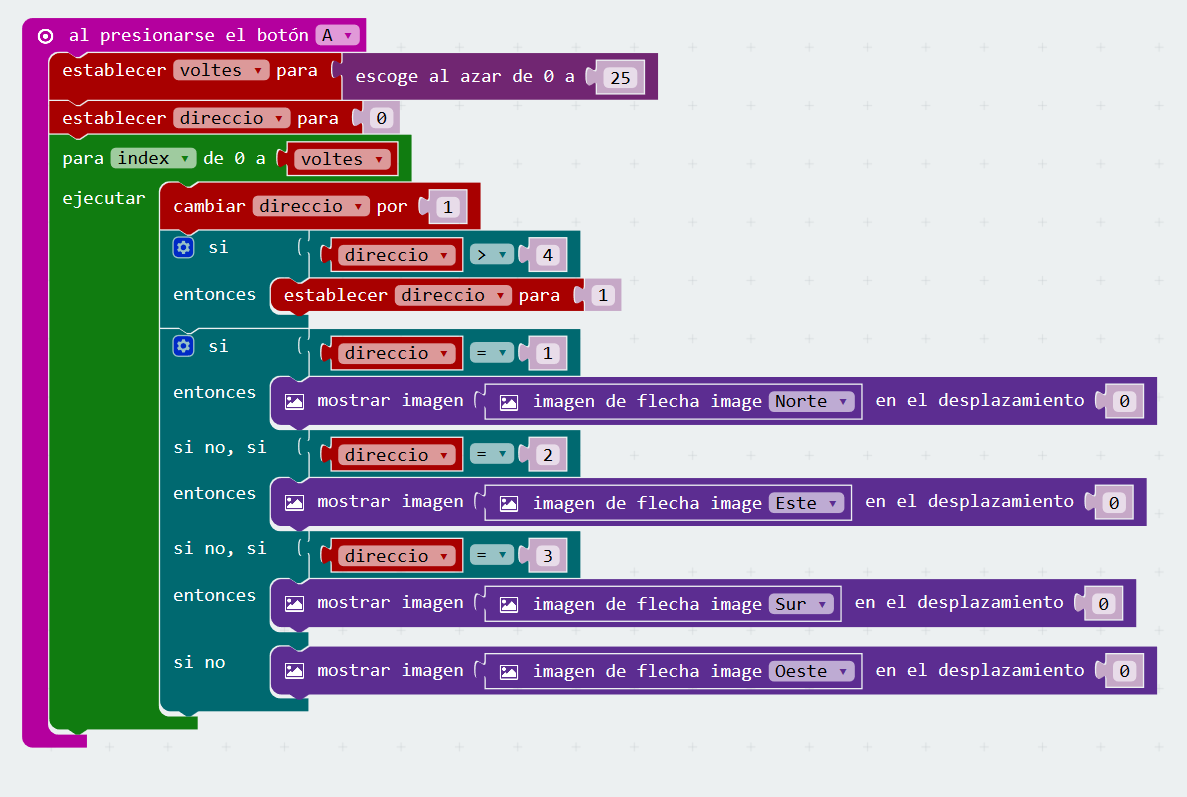 al presionarse el botón A
establecer voltes para escoge al azar de 0 a 25
establecer direccio para 0
para index de 0 a voltes
ejecutar cambiar direccio por 1
si direccio > 4
entonces establecer direccio para 1
si direccio = 1
entonces mostrar imagen imagen de flecha image Norte en el desplazamiento 0
si no, si direccio = 2
entonces mostrar imagen imagen de flecha image Este en el desplazamiento 0
si no, si direccio = 3
entonces mostrar imagen imagen de flecha image Sur en el desplazamiento 0
si no mostrar imagen imagen de flecha image Oeste en el desplazamiento 0